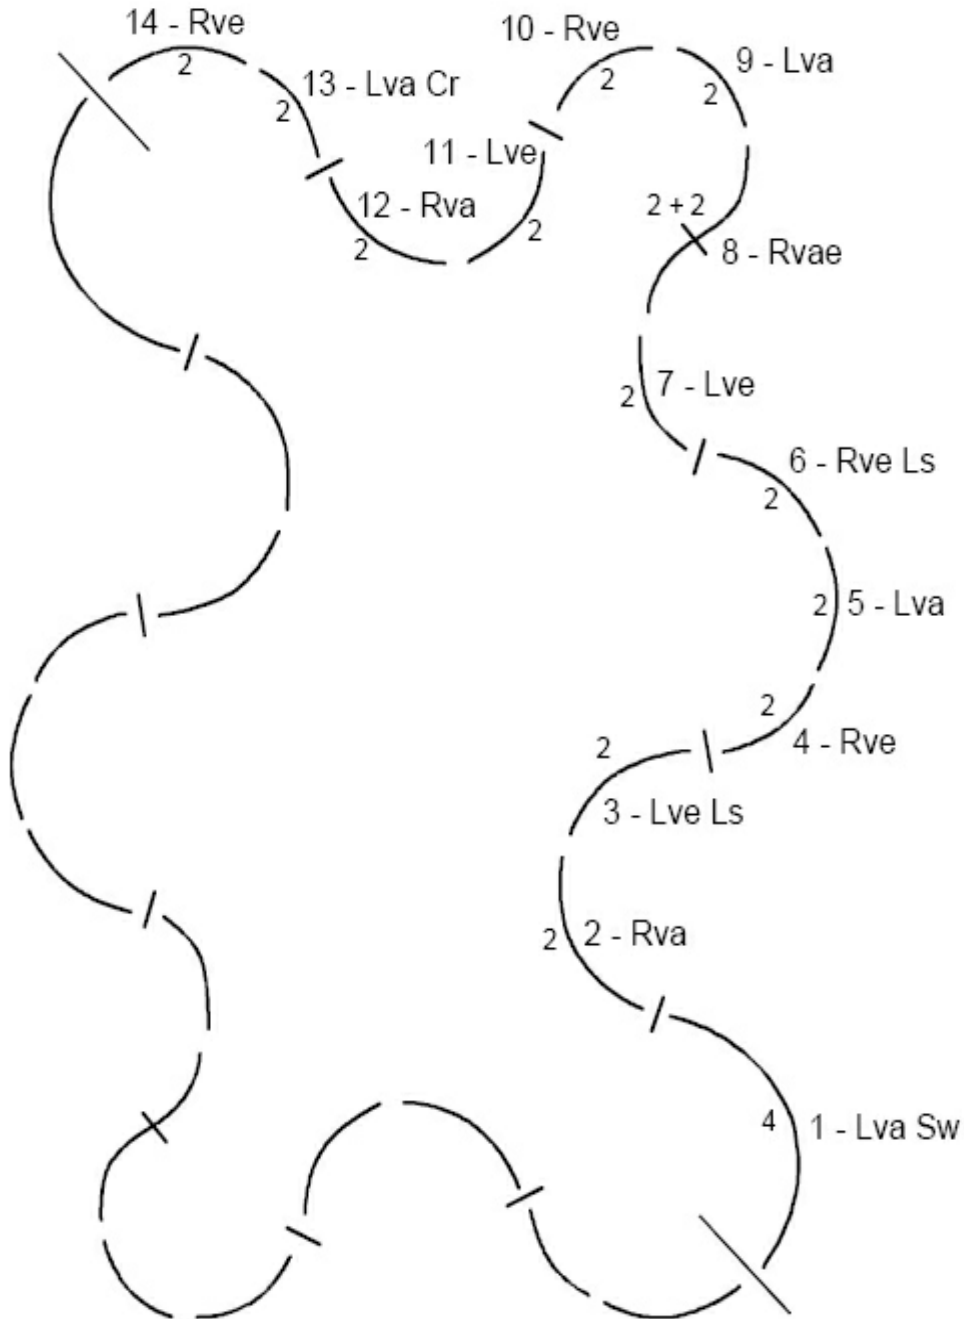 14 - Rve
2
13 - Lva Cr
2
12 - Rva
2
11 - Lve
2
10 - Rve
2
9 - Lva
2
2 + 2
8 - Rvae
7 - Lve
2
6 - Rve Ls
2
5 - Lva
2
4 - Rve
2
3 - Lve Ls
2
2 - Rva
2
1 - Lva Sw
4